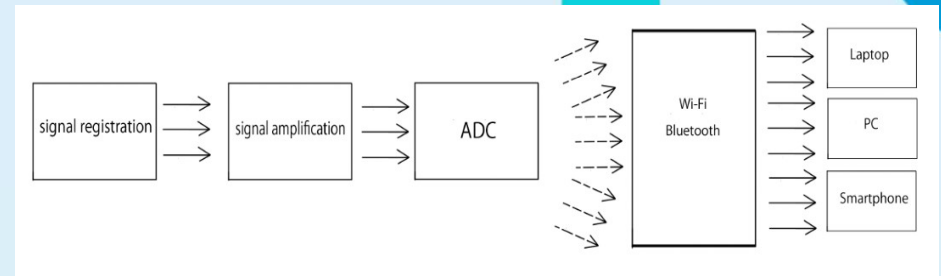 signal registration
signal amplification
ADC
Wi-Fi
Bluetooth
Laptop
PC
Smartphone